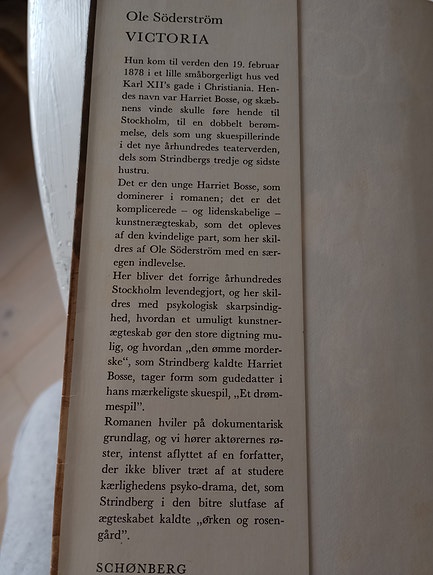 Ole Söderström
VICTORIA
Hun kom til verden den 19. februar
1878 i et lille småborgerligt hus ved
Karl XII's gade i Christiania. Hen-
des navn var Harriet Bosse, og skæb-
nens vinde skulle føre hende til
Stockholm, til en dobbelt berøm-
melse, dels som ung skuespillerinde
i det nye århundredes teaterverden,
dels som Strindbergs tredje og sidste
hustru.
Det er den unge Harriet Bosse, som
dominerer i romanen; det er det
komplicerede – og lidenskabelige –
kunstnerægteskab, som det opleves
af den kvindelige part, som her skil-
dres af Ole Söderström med en sær-
egen indlevelse.
Her bliver det forrige århundredes
Stockholm levendegjort, og her skil-
dres med psykologisk skarpsindig-
hed, hvordan et umuligt kunstner-
ægteskab gør den store digtning mu-
lig, og hvordan „den ømme morder-
ske“, som Strindberg kaldte Harriet
Bosse, tager form som gudedatter i
hans mærkeligste skuespil, „Et drøm-
mespil”.
Romanen hviler på dokumentarisk
grundlag, og vi hører aktørernes rø-
ster, intenst aflyttet af en forfatter,
der ikke bliver træt af at studere
kærlighedens psyko-drama, det, som
Strindberg i den bitre slutfase af
ægteskabet kaldte „ørken og rosen-
gård”.
SCHØNBERG